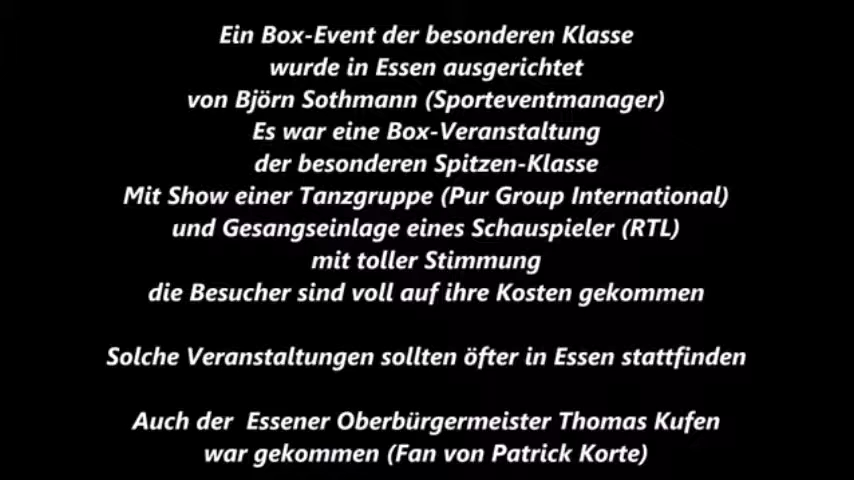 Ein Box-Event der besonderen Klasse
wurde in Essen ausgerichtet
von Björn Sothmann (Sporteventmanager)
Es war eine Box-Veranstaltung
der besonderen Spitzen-Klasse
Mit Show einer Tanzgruppe (Pur Group International)
und Gesangseinlage eines Schauspieler (RTL)
mit toller Stimmung
die Besucher sind voll auf ihre Kosten gekommen
Solche Veranstaltungen sollten öfter in Essen stattfinden
Auch der  Essener Oberbürgermeister Thomas Kufen
war gekommen (Fan von Patrick Korte)